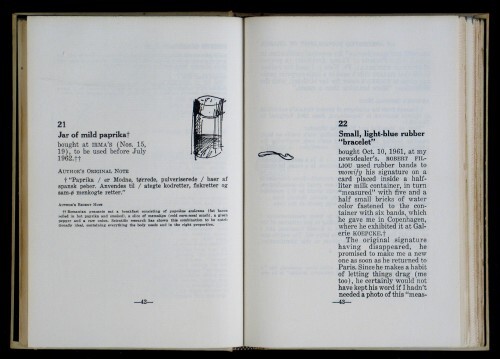 21
Jar of mild paprika†
bought at IRMA'S (Nos. 15,
19), to be used before July
1962.††
AUTHOR'S ORIGINAL NOTE
† "Paprika / er Modna, tørrede, pulveriserede / baer af
spansk peber. Anvendes til / stegte kodretter, fiskretter og
som menkogte retter."
AUTHOR'S RECENT NOTE
—42—
22
Small, light-blue rubber
"bracelet"
bought Oct. 10, 1961, at my
newsdealer's. ROBERT FIL-
LIOU used rubber bands to
momify his signature on a
card placed inside a half-
liter milk container, in turn
"measured" with five and a
half small bricks of water
color fastened to the con-
tainer with six bands, which
he gave me in Copenhagen,
where he exhibited it at Gal-
erie KOEPCKE.†
The original signature
having disappeared, he
promised to make me a new
one as soon as he returned to
Paris. Since he makes a habit
of letting things drag (me
too), he certainly would not
have kept his word if I hadn't
needed a photo of this "meas-
—43—